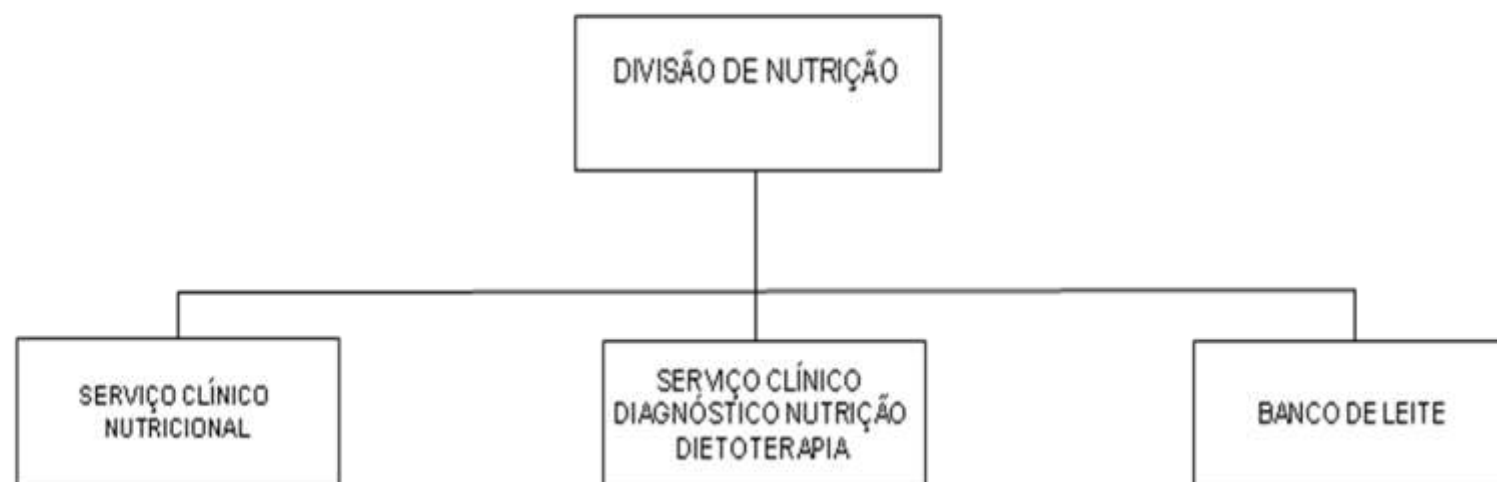 DIVISÃO DE NUTRIÇÃO
SERVIÇO CLÍNICO
NUTRICIONAL
SERVIÇO CLÍNICO
DIAGNÓSTICO NUTRIÇÃO
DIETOTERAPIA
BANCO DE LEITE